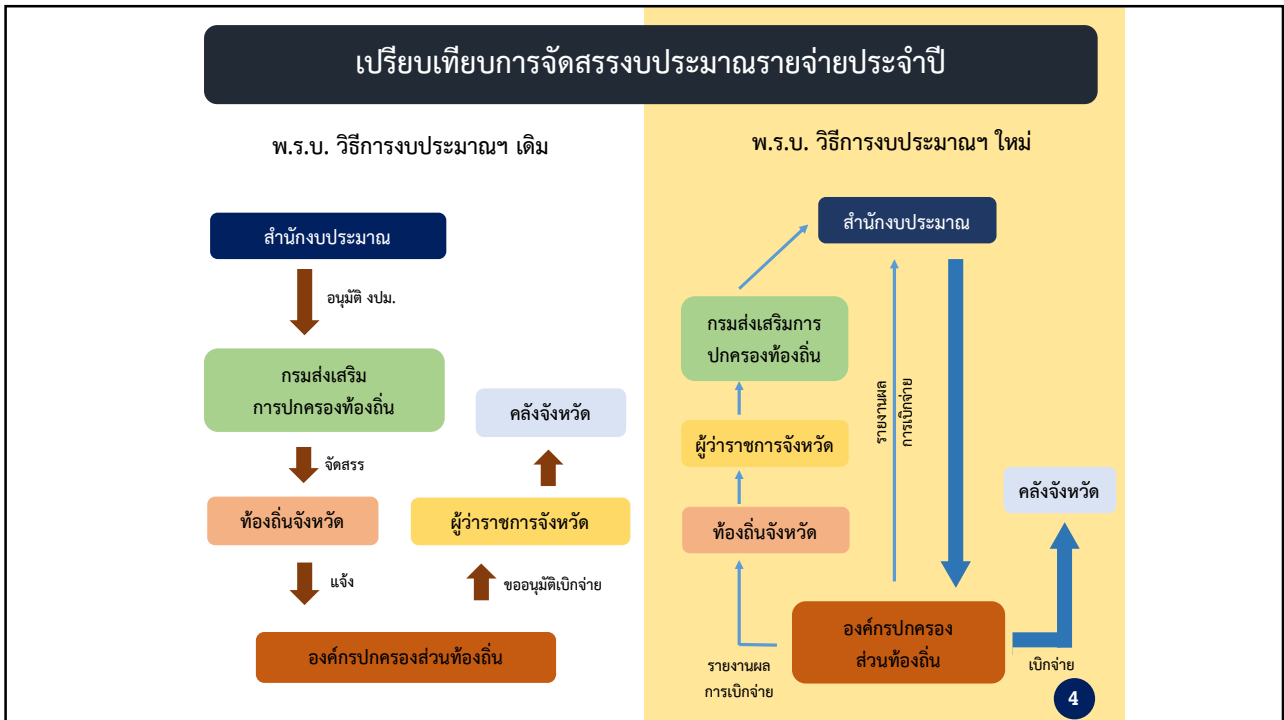 เปรียบเทียบการจัดสรรงบประมาณรายจ่ายประจำปี
พ.ร.บ. วิธีการงบประมาณฯ เดิม
สำนักงบประมาณ
อนุมัติ งปม.
กรมส่งเสริม
การปกครองท้องถิ่น
คลังจังหวัด
จัดสรร
ท้องถิ่นจังหวัด
ผู้ว่าราชการจังหวัด
แจ้ง
ขออนุมัติเบิกจ่าย
องค์กรปกครองส่วนท้องถิ่น
พ.ร.บ. วิธีการงบประมาณฯ ใหม่
สำนักงบประมาณ
กรมส่งเสริมการ
ปกครองท้องถิ่น
รายงานผล
การเบิกจ่าย
ผู้ว่าราชการจังหวัด
คลังจังหวัด
ท้องถิ่นจังหวัด
องค์กรปกครอง
ส่วนท้องถิ่น
รายงานผล
การเบิกจ่าย
เบิกจ่าย
4